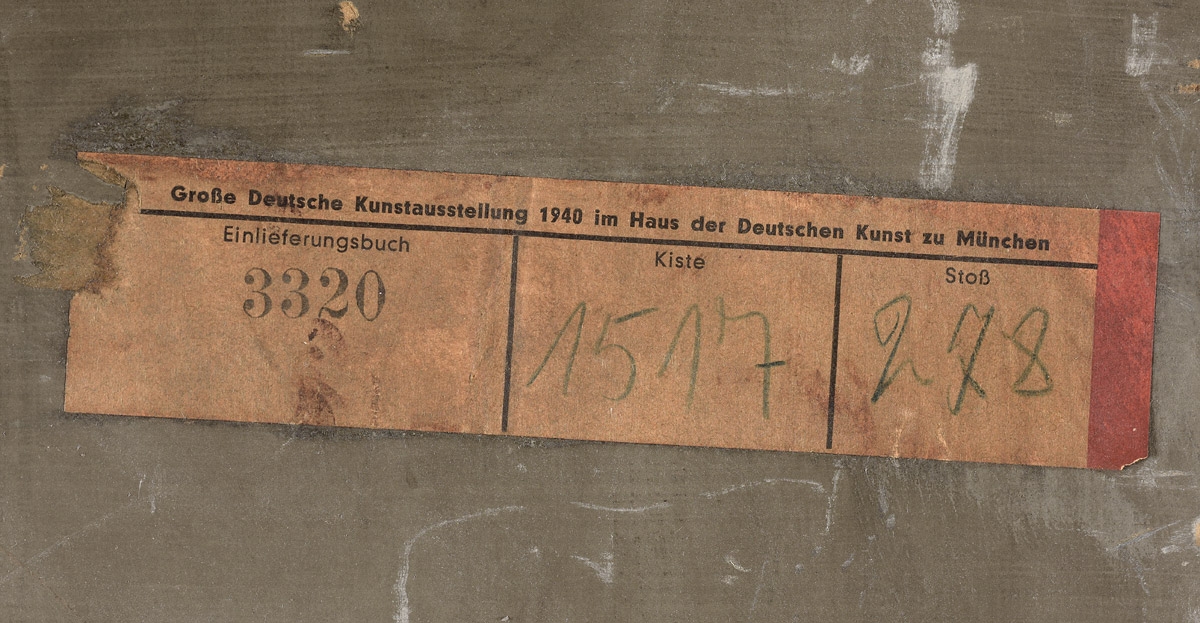 Große Deutsche Kunstausstellung 1940 im Haus der Deutschen Kunst zu München
Einlieferungsbuch Kiste Stoß
3320 1517 278